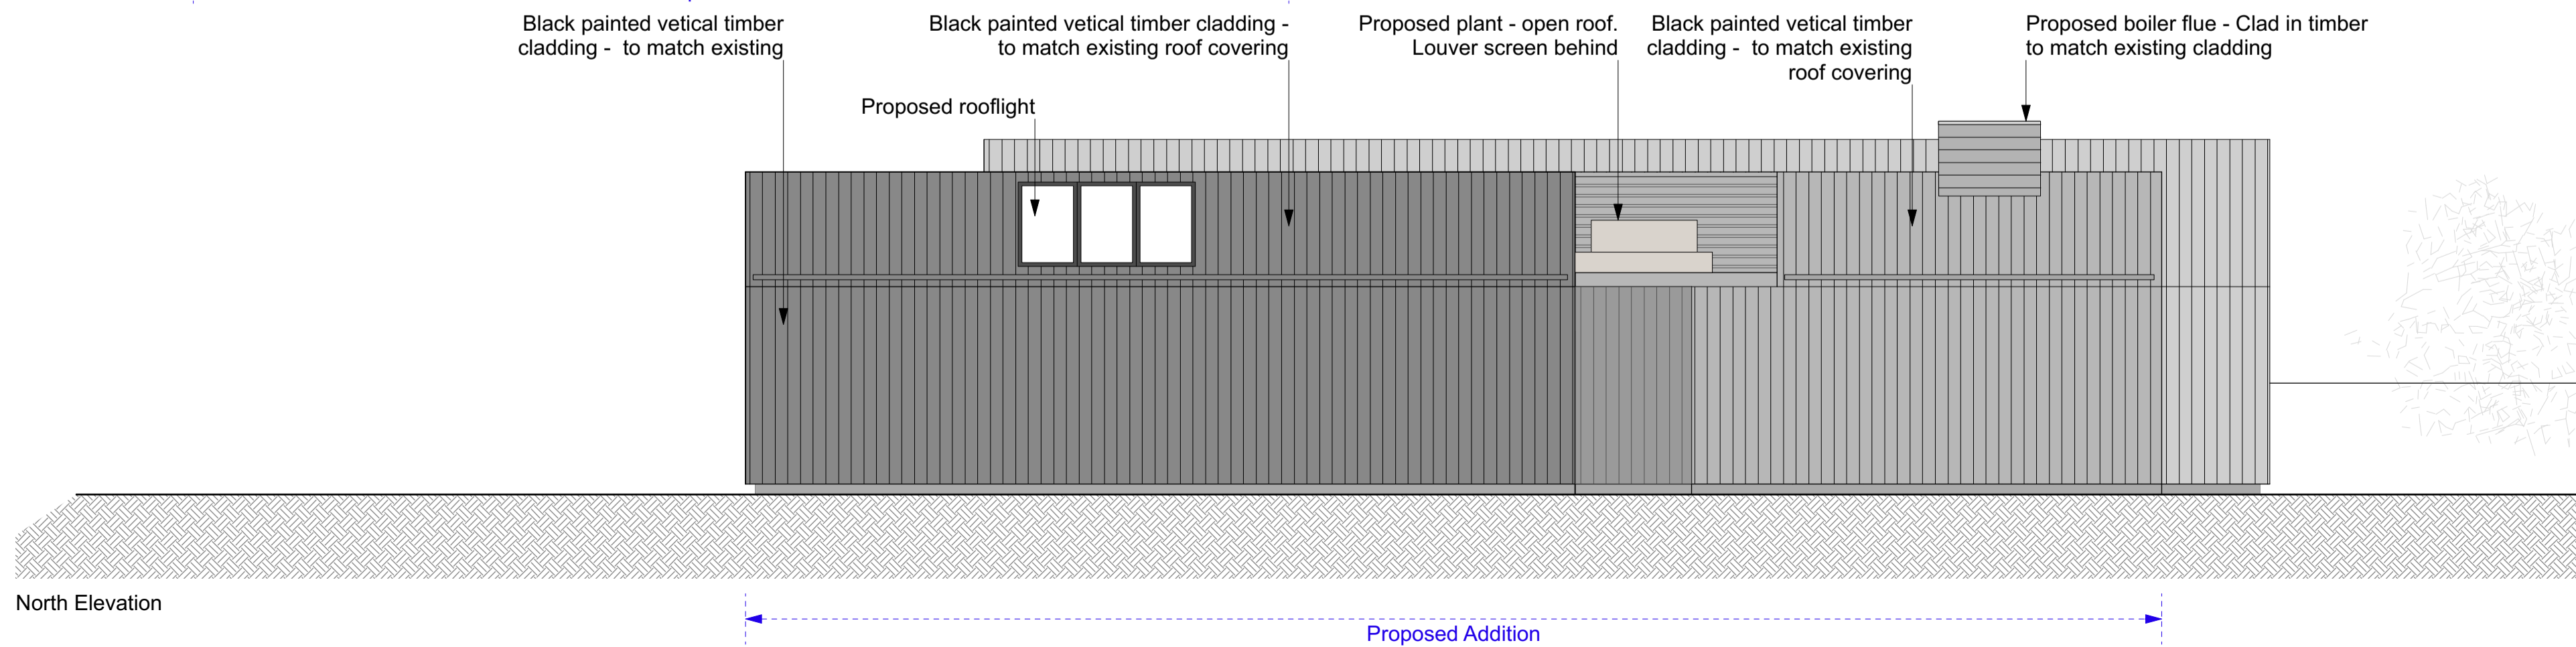 Black painted vetical timber
cladding -  to match existing
Black painted vetical timber cladding -
to match existing roof covering
Proposed plant - open roof.
Louver screen behind
Black painted vetical timber
cladding -  to match existing
roof covering
Proposed boiler flue - Clad in timber
to match existing cladding
Proposed rooflight
North Elevation
Proposed Addition